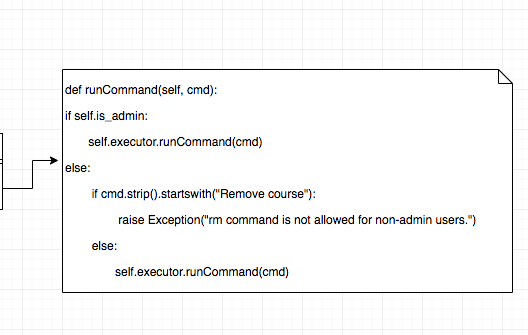 def runCommand(self, cmd):
if self.is_admin:
self.executor.runCommand(cmd)
else:
if cmd.strip().startswith("Remove course"):
raise Exception("rm command is not allowed for non-admin users.")
else:
self.executor.runCommand(cmd)